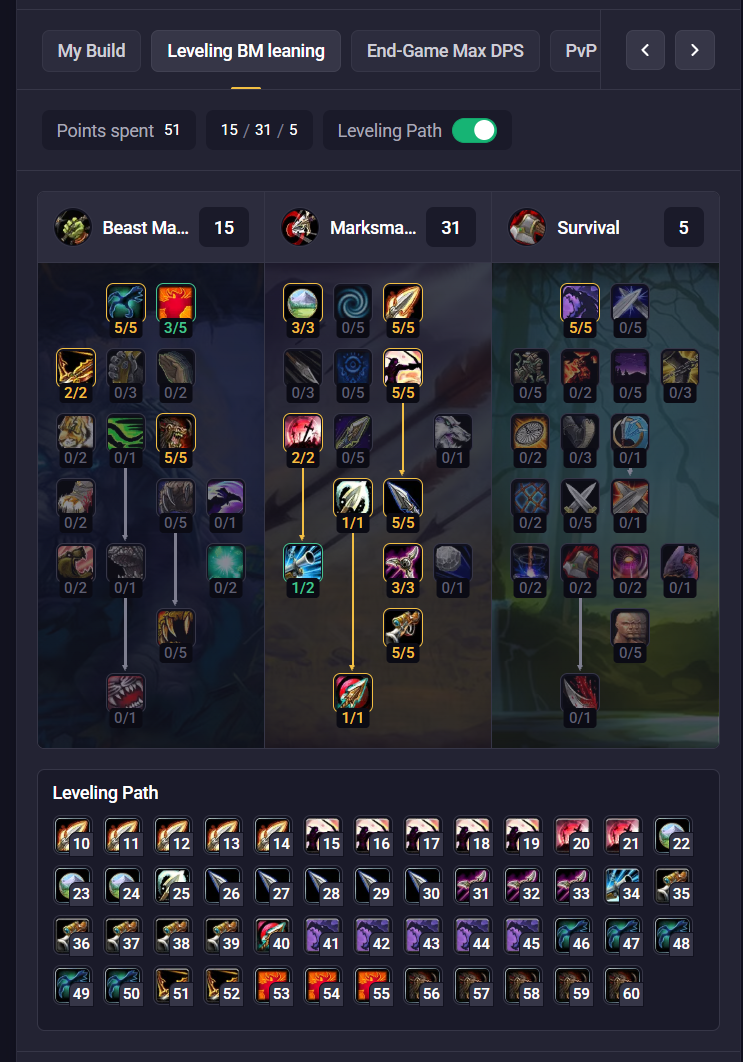 My Build Leveling BM leaning End-Game Max DPS PvP
Points spent 51 15 / 31 / 5 Leveling Path
Beast Ma... 15 Marksma... 31 Survival 5
5/5 3/5 3/3 0/5 5/5 5/5 0/5
2/2 0/3 0/2 0/3 0/5 5/5 0/5 0/2 0/5 0/3
0/2 0/1 5/5 2/2 0/5 0/1 0/2 0/3 0/1
0/2 0/5 0/1 1/1 5/5 0/2 0/5 0/1
0/2 0/1 0/2 1/2 3/3 0/1 0/2 0/2 0/2 0/1
0/5 5/5 0/5
0/1 1/1 0/1
Leveling Path
10 11 12 13 14 15 16 17 18 19 20 21 22
23 24 25 26 27 28 29 30 31 32 33 34 35
36 37 38 39 40 41 42 43 44 45 46 47 48
49 50 51 52 53 54 55 56 57 58 59 60